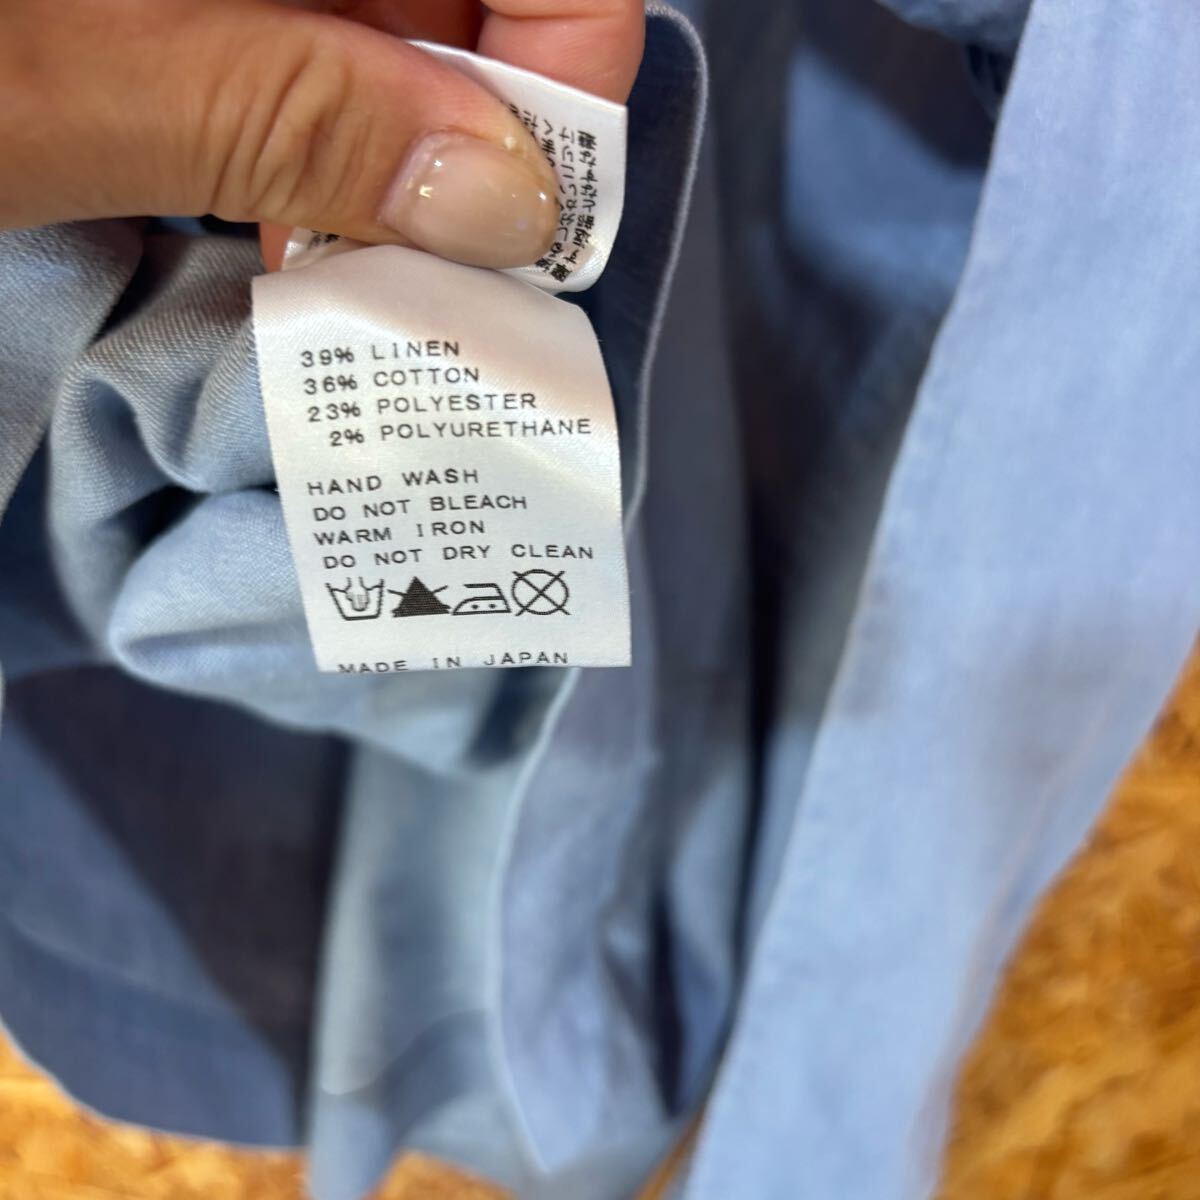 39% LINEN
36% COTTON
23% POLYESTER
2% POLYURETHANE
HAND WASH
DO NOT BLEACH
WARM IRON
DO NOT DRY CLEAN
MADE IN JAPAN